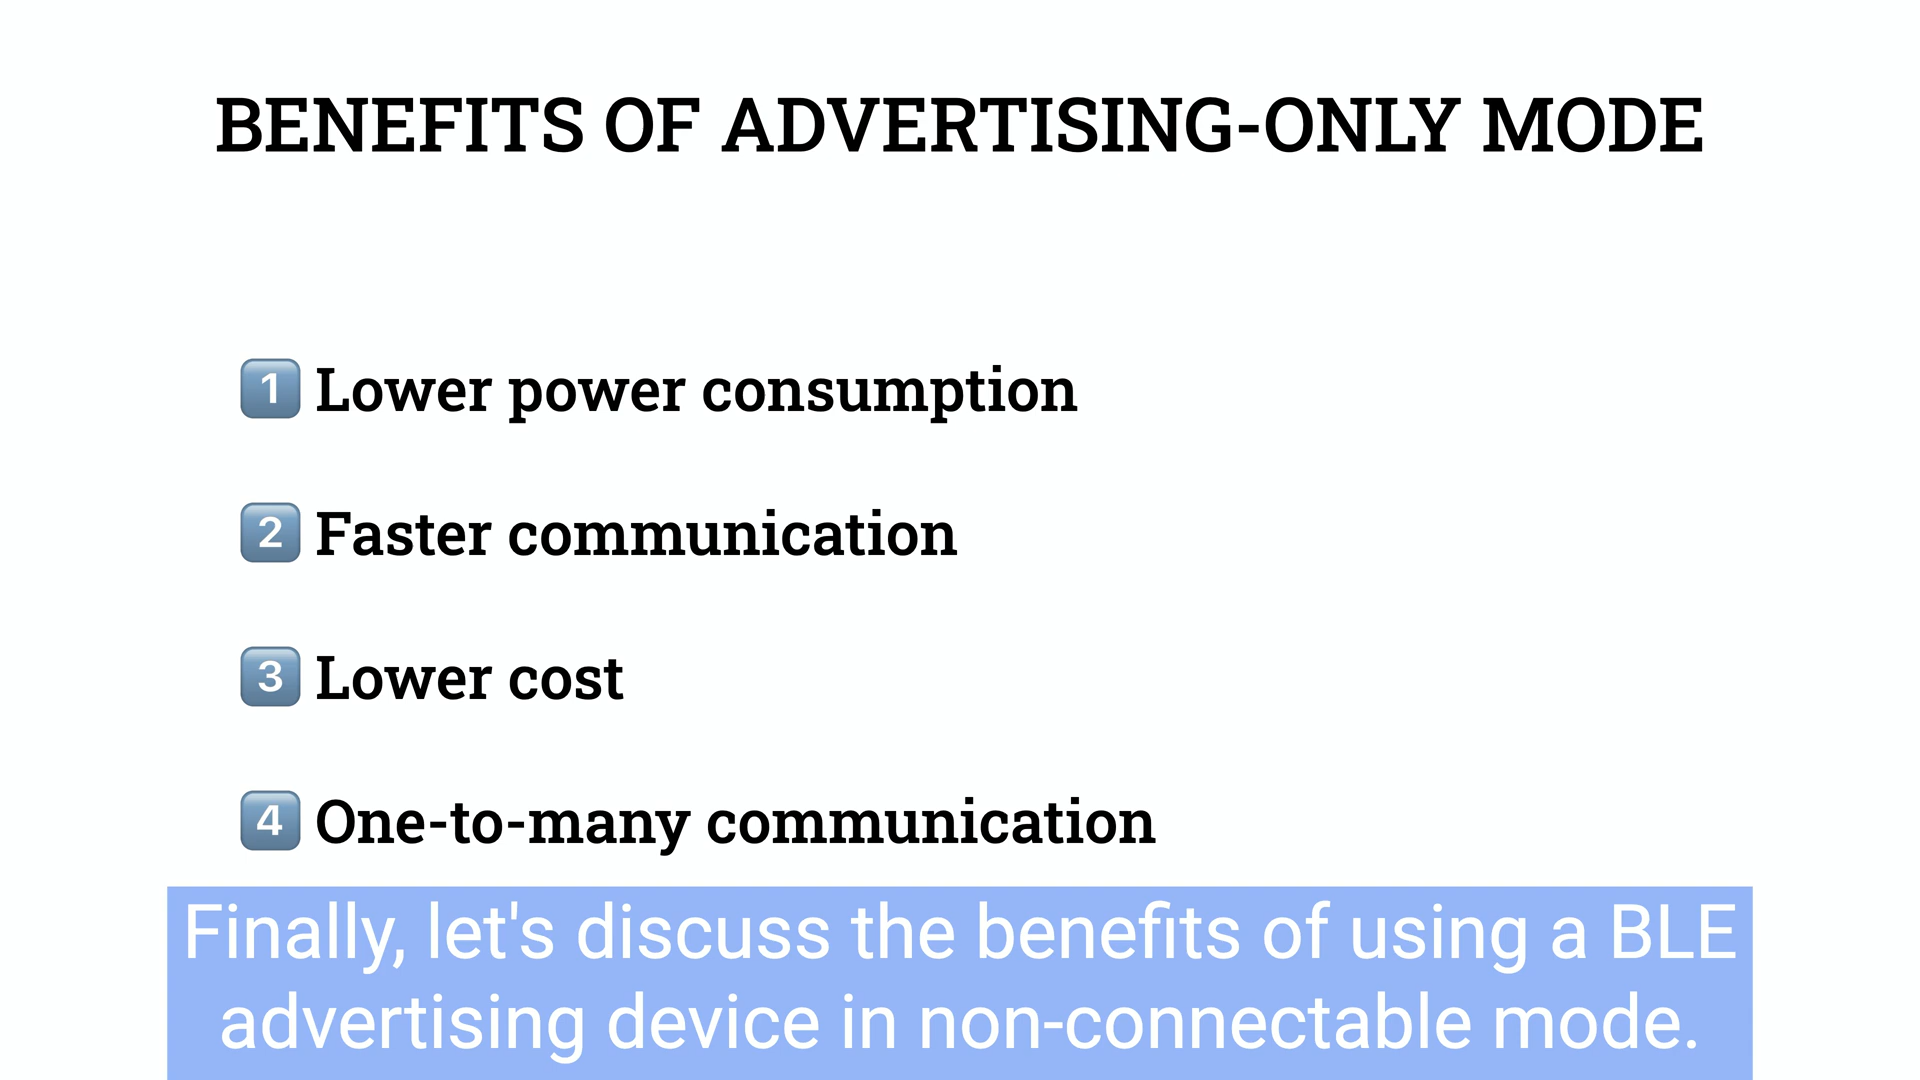 BENEFITS OF ADVERTISING-ONLY MODE
1 Lower power consumption
2 Faster communication
3 Lower cost
4 One-to-many communication
Finally, let's discuss the benefits of using a BLE
advertising device in non-connectable mode.